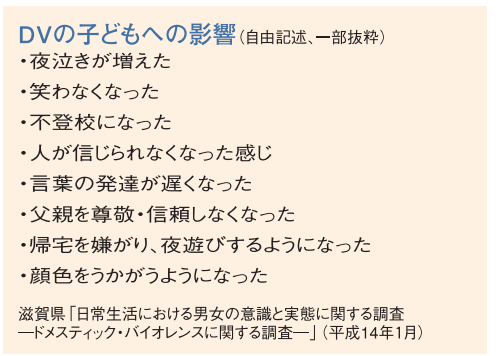 DVの子どもへの影響（自由記述、一部抜粋）
・夜泣きが増えた
・笑わなくなった
・不登校になった
・人が信じられなくなった感じ
・言葉の発達が遅くなった
・父親を尊敬・信頼しなくなった
・帰宅を嫌がり、夜遊びするようになった
・顔色をうかがうようになった
滋賀県「日常生活における男女の意識と実態に関する調査
―ドメスティック・バイオレンスに関する調査―」（平成14年1月）